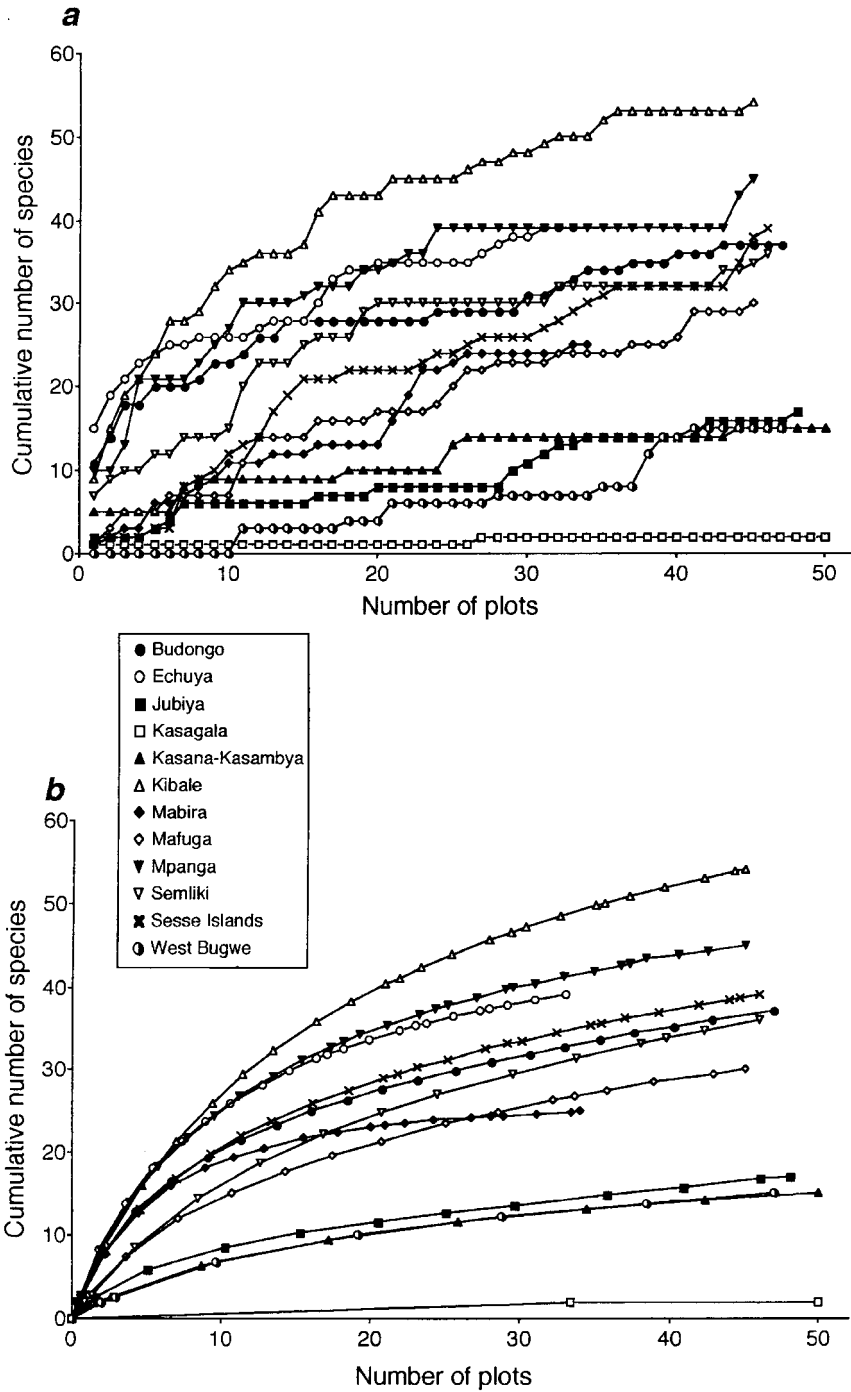 a
60
50
40
30
20
10
0
Cumulative number of species
0 10 20 30 40 50
Number of plots
Budongo
Echuya
Jubiya
Kasagala
Kasana-Kasambya
Kibale
Mabira
Mafuga
Mpanga
Semliki
Sesse Islands
West Bugwe
b
60
50
40
30
20
10
0
Cumulative number of species
0 10 20 30 40 50
Number of plots